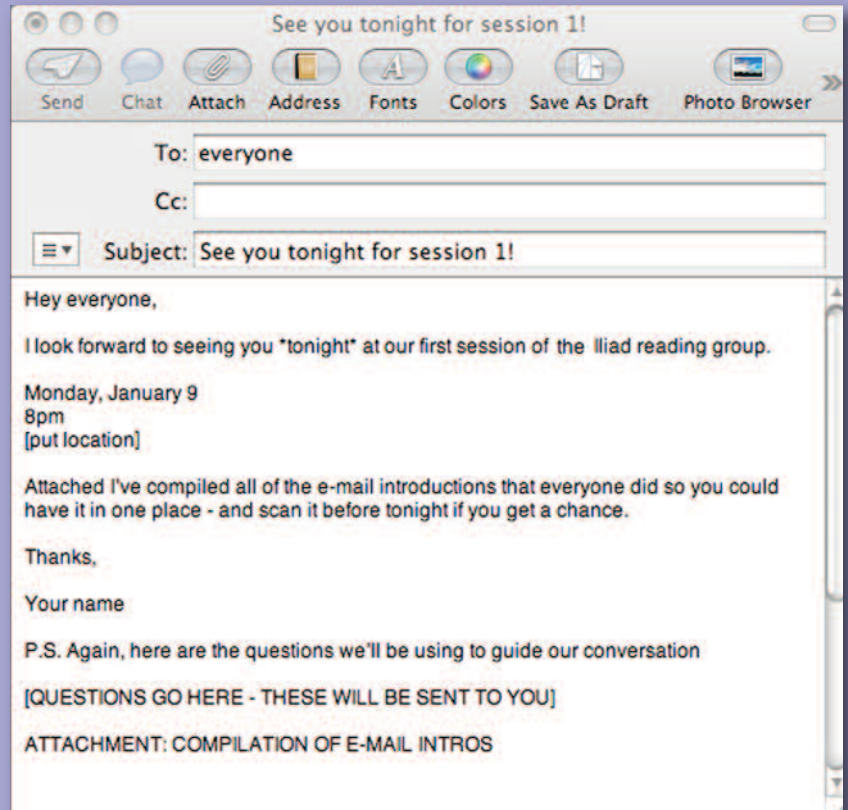 See you tonight for session 1!
Send Chat Attach Address Fonts Colors Save As Draft Photo Browser
To: everyone
Cc:
Subject: See you tonight for session 1!
Hey everyone,
I look forward to seeing you *tonight* at our first session of the Iliad reading group.
Monday, January 9
8pm
[put location]
Attached I've compiled all of the e-mail introductions that everyone did so you could
have it in one place - and scan it before tonight if you get a chance.
Thanks,
Your name
P.S. Again, here are the questions we'll be using to guide our conversation
[QUESTIONS GO HERE - THESE WILL BE SENT TO YOU]
ATTACHMENT: COMPILATION OF E-MAIL INTROS